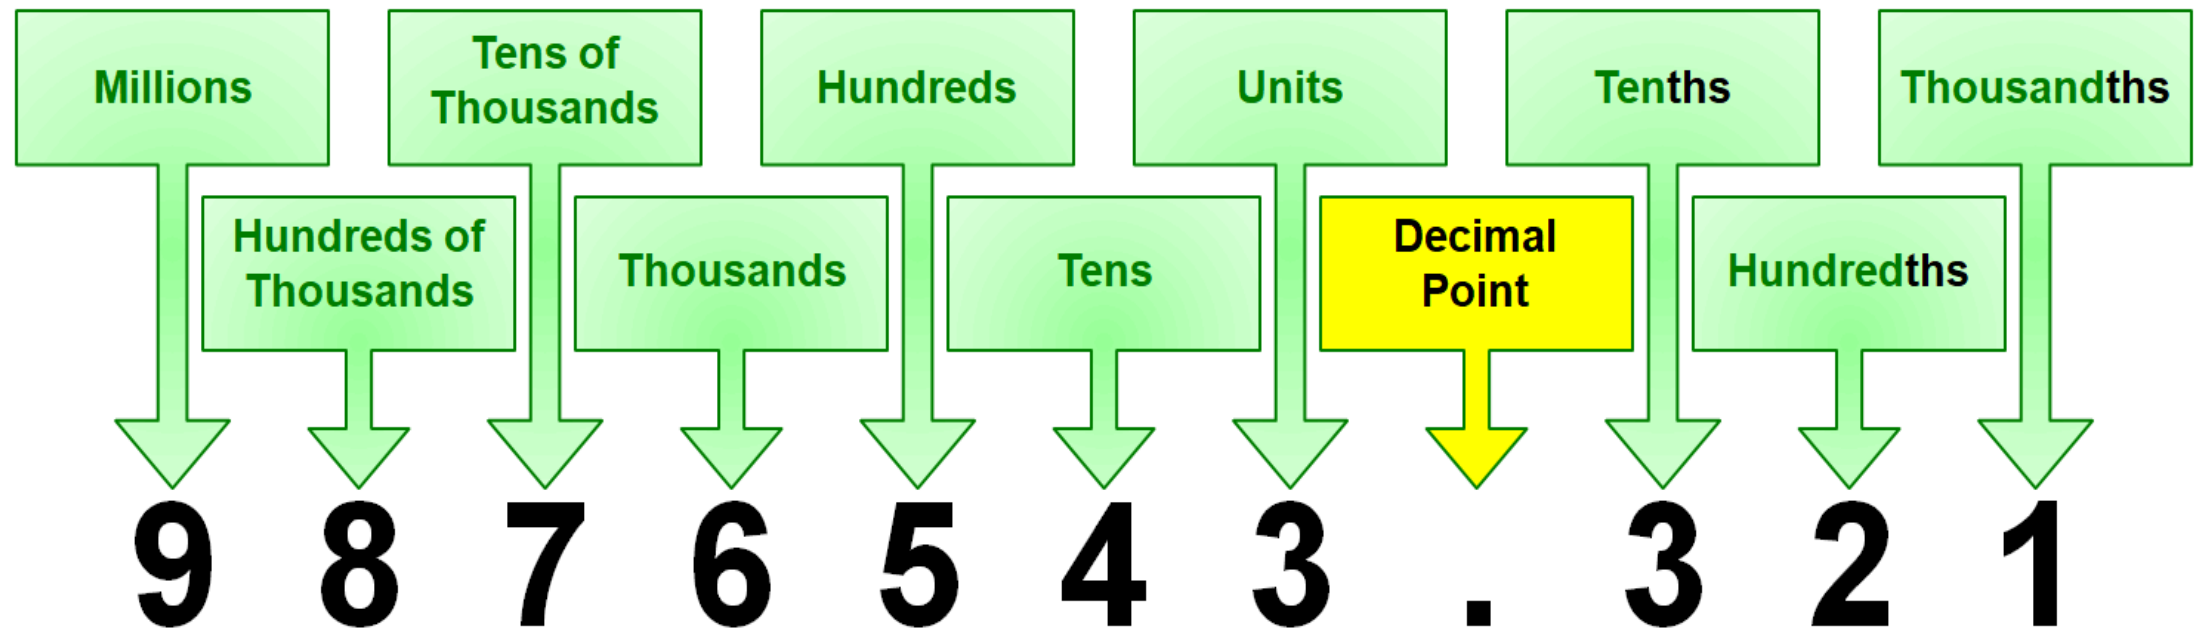 Millions
Tens of
Thousands
Hundreds
Units
Tenths
Thousandths
Hundreds of
Thousands
Thousands
Tens
Decimal
Point
Hundredths
9 8 7 6 5 4 3 . 3 2 1